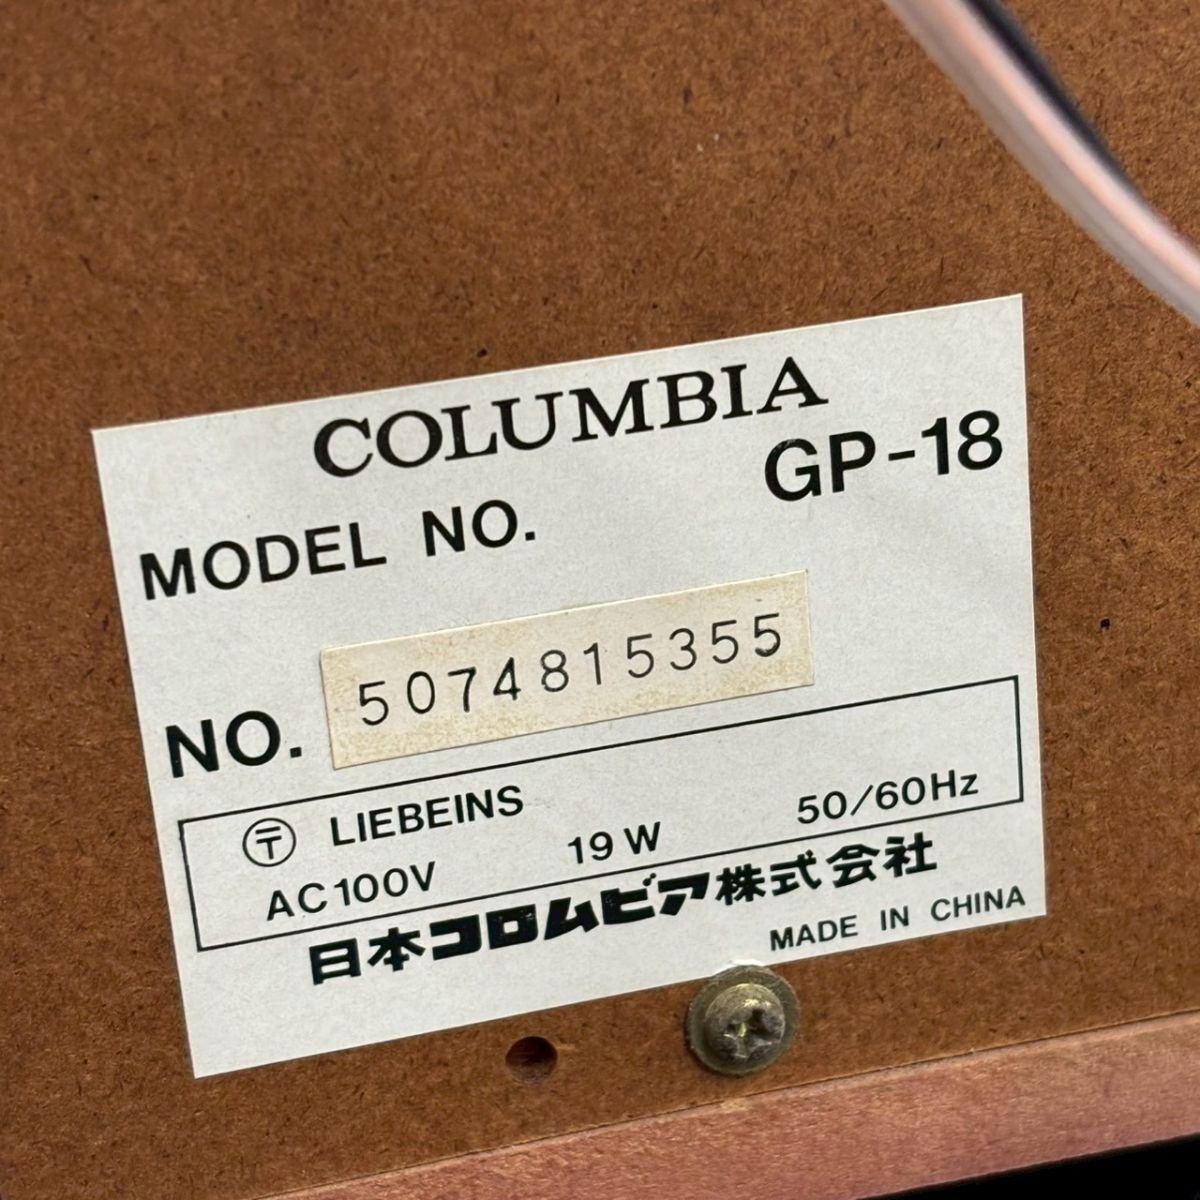 COLUMBIA
MODEL NO. GP-18
NO. 5074815355
〶 LIEBEINS
AC100V 19W 50/60Hz
日本コロムビア株式会社
MADE IN CHINA